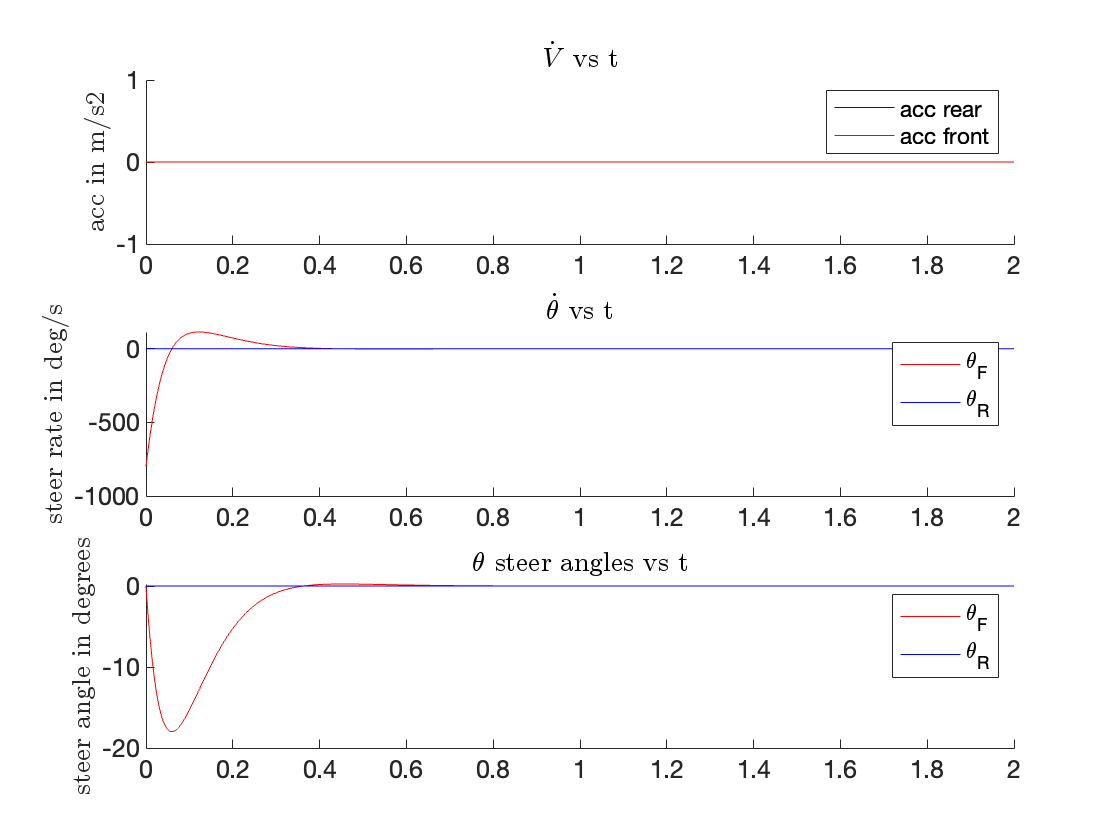 V̇ vs t
acc in m/s2
1
0
-1
acc rear
acc front
0 0.2 0.4 0.6 0.8 1 1.2 1.4 1.6 1.8 2
θ̇ vs t
steer rate in deg/s
0
-500
-1000
θF
θR
0 0.2 0.4 0.6 0.8 1 1.2 1.4 1.6 1.8 2
θ steer angles vs t
steer angle in degrees
0
-10
-20
θF
θR
0 0.2 0.4 0.6 0.8 1 1.2 1.4 1.6 1.8 2